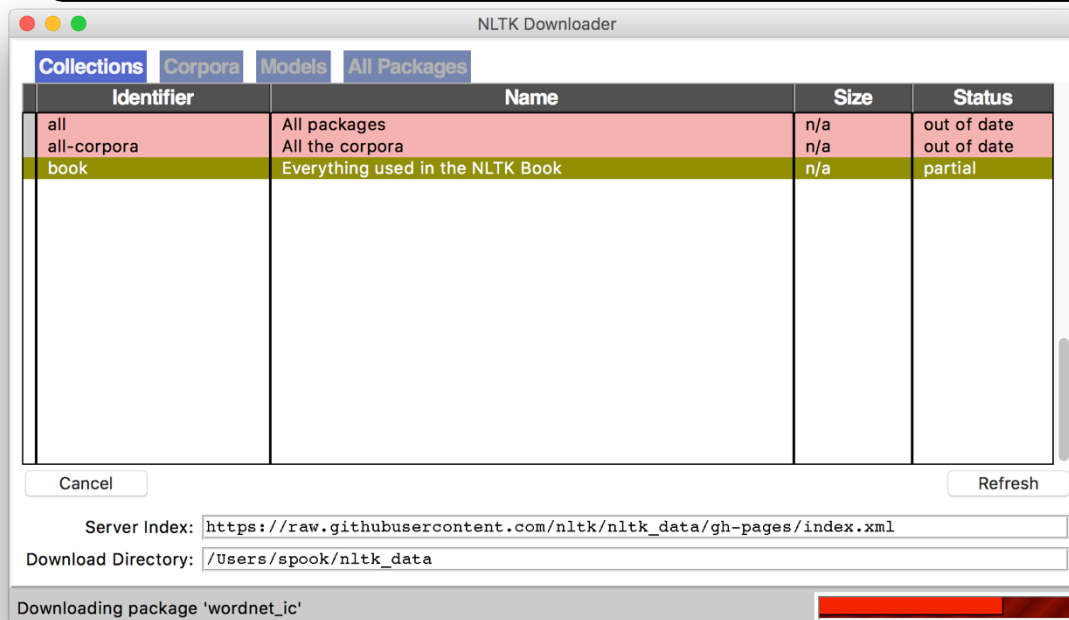 NLTK Downloader
Collections Corpora Models All Packages
Identifier Name Size Status
all All packages n/a out of date
all-corpora All the corpora n/a out of date
book Everything used in the NLTK Book n/a partial
Cancel Refresh
Server Index: https://raw.githubusercontent.com/nltk/nltk_data/gh-pages/index.xml
Download Directory: /Users/spook/nltk_data
Downloading package 'wordnet_ic'